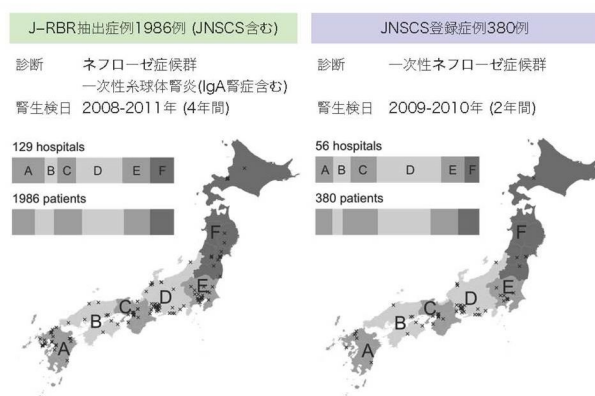 J-RBR抽出症例1986例 (JNSCS含む)
診断 ネフローゼ症候群
一次性糸球体腎炎(IgA腎症含む)
腎生検日 2008-2011年 (4年間)
129 hospitals
A B C D E F
1986 patients
F
E
D
C
B
A
JNSCS登録症例380例
診断 一次性ネフローゼ症候群
腎生検日 2009-2010年 (2年間)
56 hospitals
A B C D E F
380 patients
F
E
D
C
B
A